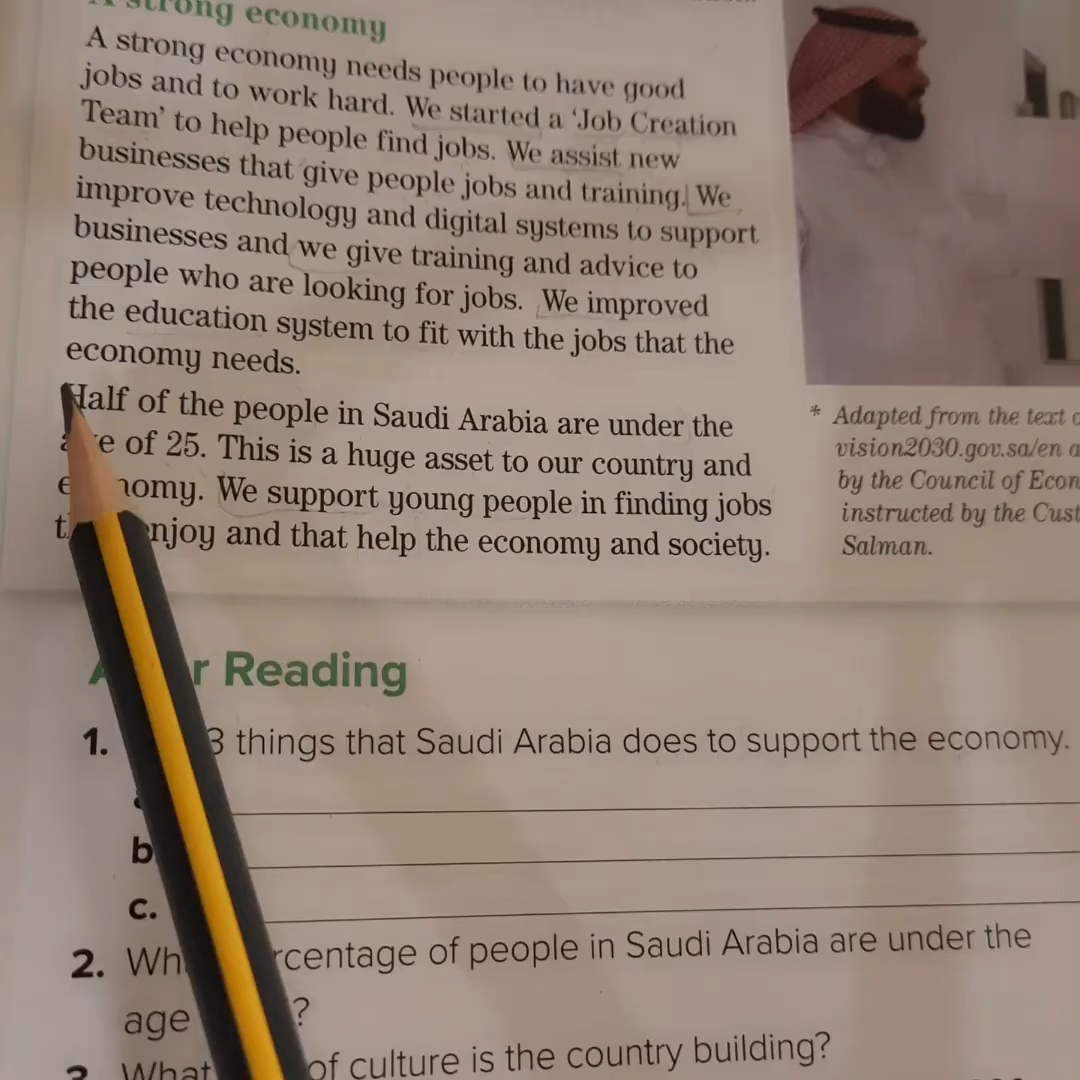 strong economy
A strong economy needs people to have good
jobs and to work hard. We started a ‘Job Creation
Team’ to help people find jobs. We assist new
businesses that give people jobs and training. We
improve technology and digital systems to support
businesses and we give training and advice to
people who are looking for jobs. We improved
the education system to fit with the jobs that the
economy needs.
Half of the people in Saudi Arabia are under the
of 25. This is a huge asset to our country and
We support young people in finding jobs
enjoy and that help the economy and society.
* Adapted from the text
vision2030.gov.sa/en
by the Council of
instructed by the
Salman.
Reading
1. 3 things that Saudi Arabia does to support the economy.
b
c.
2. of people in Saudi Arabia are under the
age ?
What of culture is the country building?